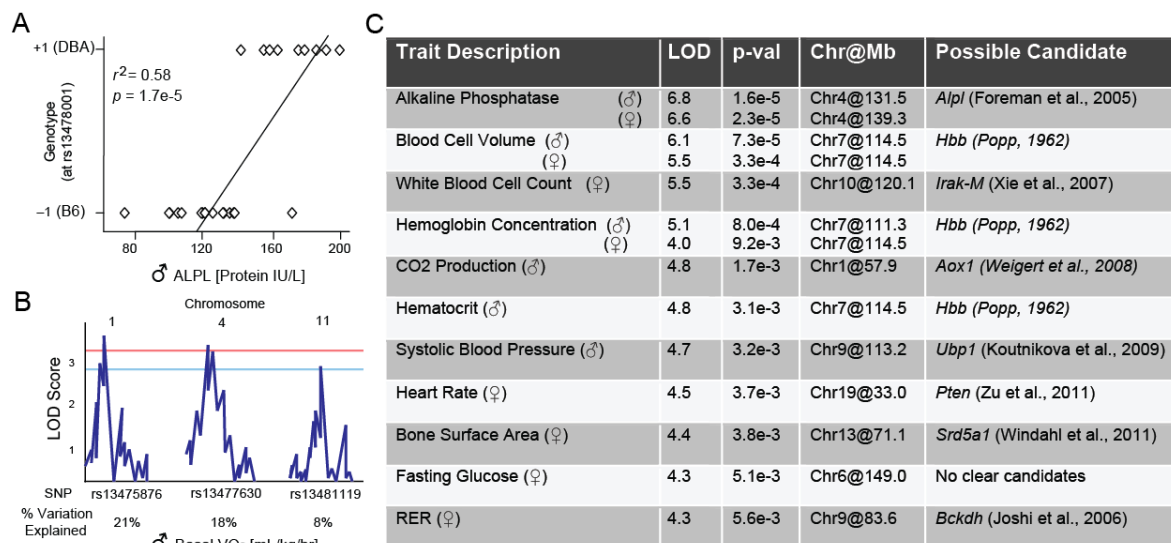 A
+1 (DBA)
r² = 0.58
p = 1.7e-5
Genotype
(at rs13478001)
−1 (B6)
80 120 160 200
♂ ALPL [Protein IU/L]
B
Chromosome
1 4 11
LOD Score
3
2
1
SNP rs13475876 rs13477630 rs13481119
% Variation
Explained 21% 18% 8%
C
Trait Description LOD p-val Chr@Mb Possible Candidate
Alkaline Phosphatase (♂) 6.8 1.6e-5 Chr4@131.5 Alpl (Foreman et al., 2005)
(♀) 6.6 2.3e-5 Chr4@139.3
Blood Cell Volume (♂) 6.1 7.3e-5 Chr7@114.5 Hbb (Popp, 1962)
(♀) 5.5 3.3e-4 Chr7@114.5
White Blood Cell Count (♀) 5.5 3.3e-4 Chr10@120.1 Irak-M (Xie et al., 2007)
Hemoglobin Concentration (♂) 5.1 8.0e-4 Chr7@111.3 Hbb (Popp, 1962)
(♀) 4.0 9.2e-3 Chr7@114.5
CO2 Production (♂) 4.8 1.7e-3 Chr1@57.9 Aox1 (Weigert et al., 2008)
Hematocrit (♂) 4.8 3.1e-3 Chr7@114.5 Hbb (Popp, 1962)
Systolic Blood Pressure (♂) 4.7 3.2e-3 Chr9@113.2 Ubp1 (Koutnikova et al., 2009)
Heart Rate (♀) 4.5 3.7e-3 Chr19@33.0 Pten (Zu et al., 2011)
Bone Surface Area (♀) 4.4 3.8e-3 Chr13@71.1 Srd5a1 (Windahl et al., 2011)
Fasting Glucose (♀) 4.3 5.1e-3 Chr6@149.0 No clear candidates
RER (♀) 4.3 5.6e-3 Chr9@83.6 Bckdh (Joshi et al., 2006)